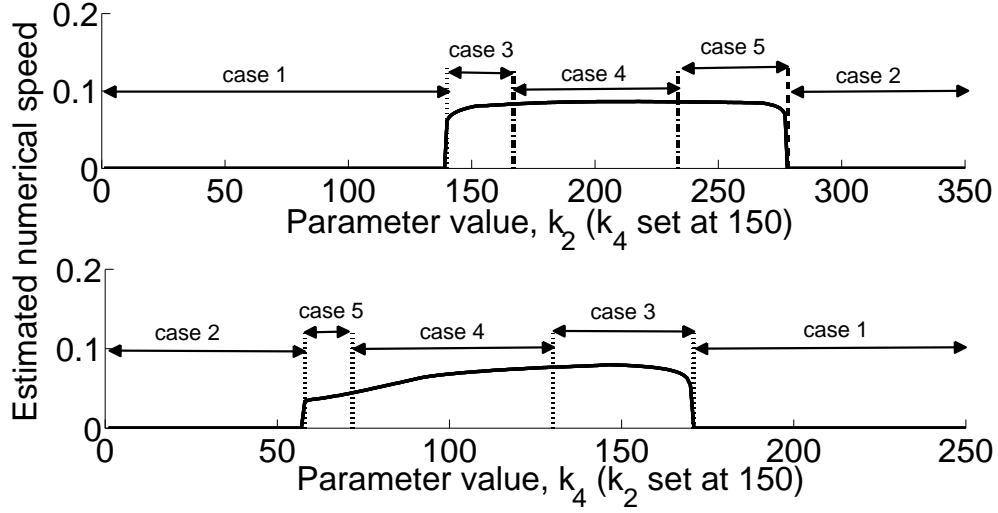 Estimated numerical speed
0.2
0.1
0
case 1
case 3
case 4
case 5
case 2
0 50 100 150 200 250 300 350
Parameter value, k2 (k4 set at 150)
0.2
0.1
0
case 2
case 5
case 4
case 3
case 1
0 50 100 150 200 250
Parameter value, k4 (k2 set at 150)